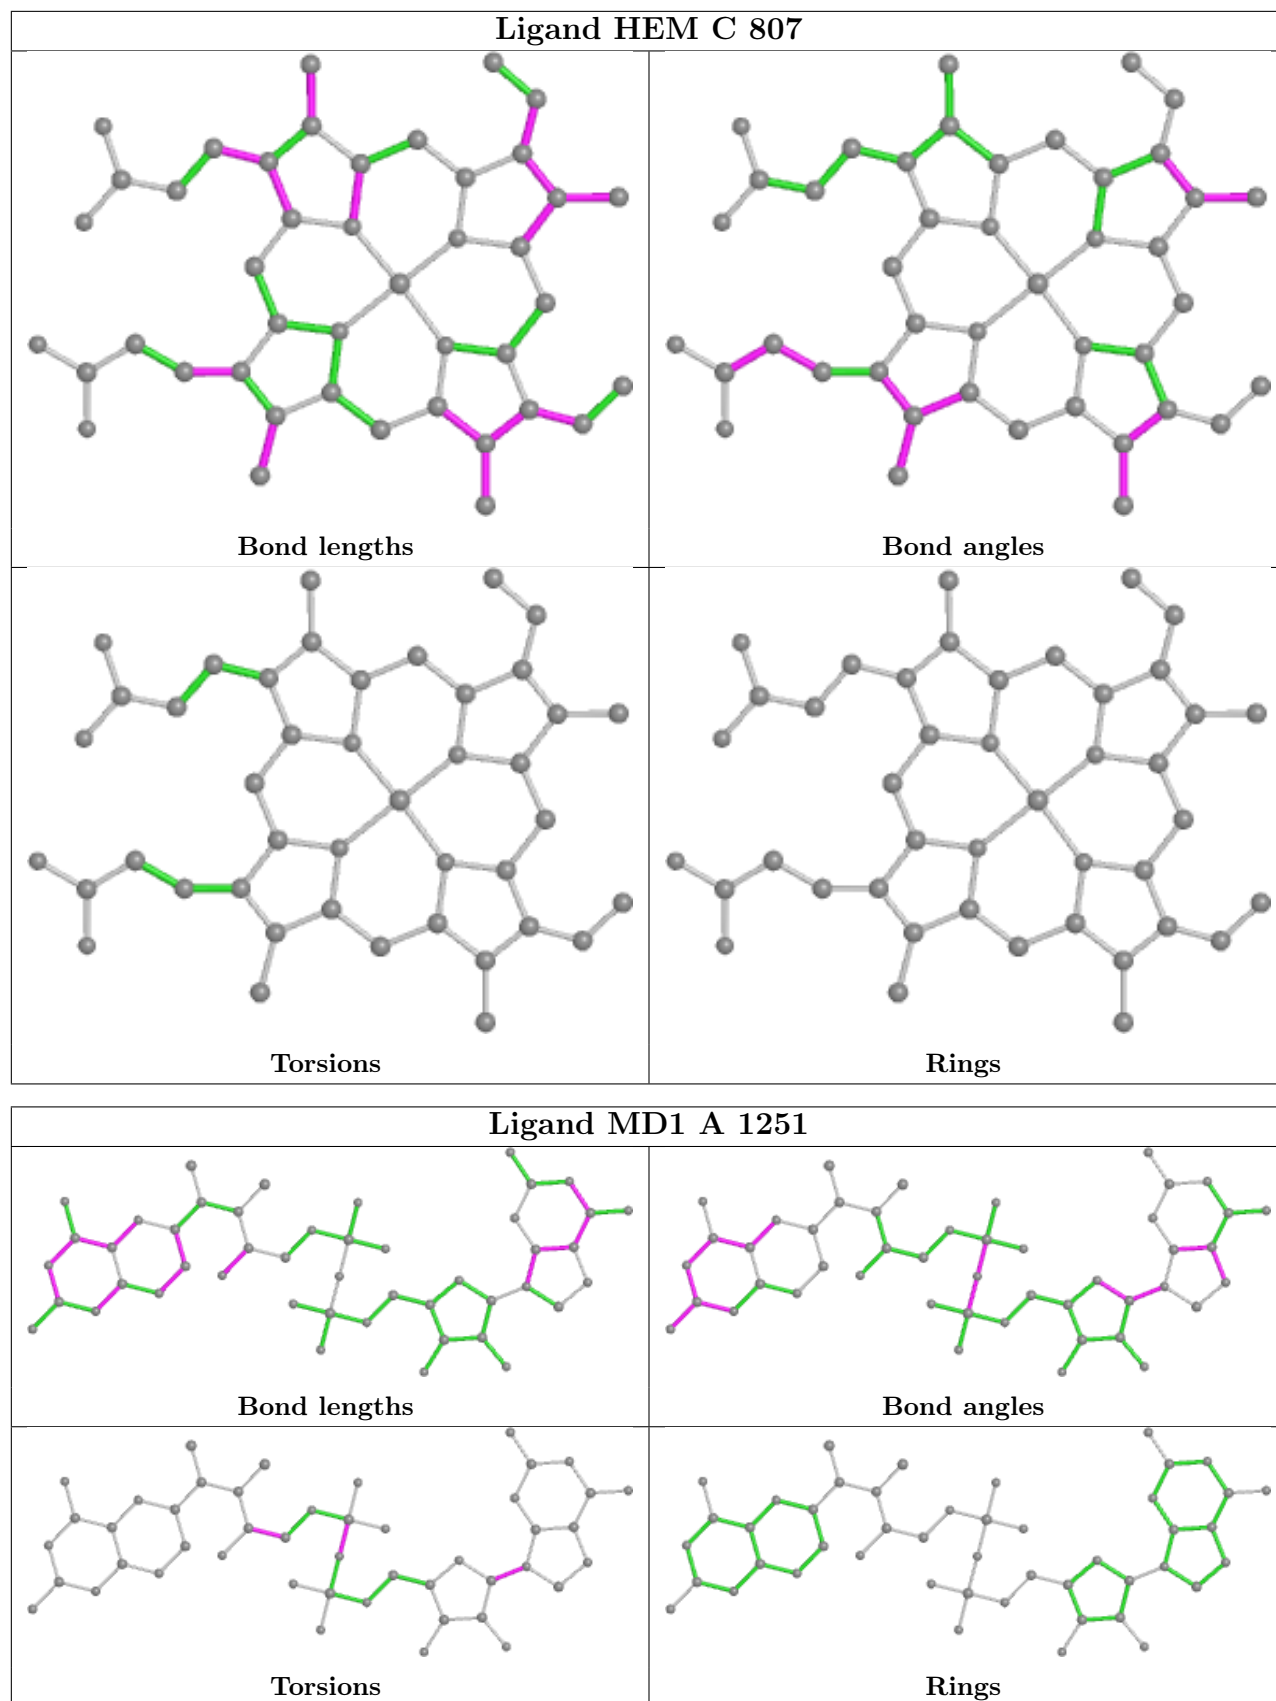 Ligand HEM C 807
Bond lengths
Bond angles
Torsions
Rings
Ligand MD1 A 1251
Bond lengths
Bond angles
Torsions
Rings